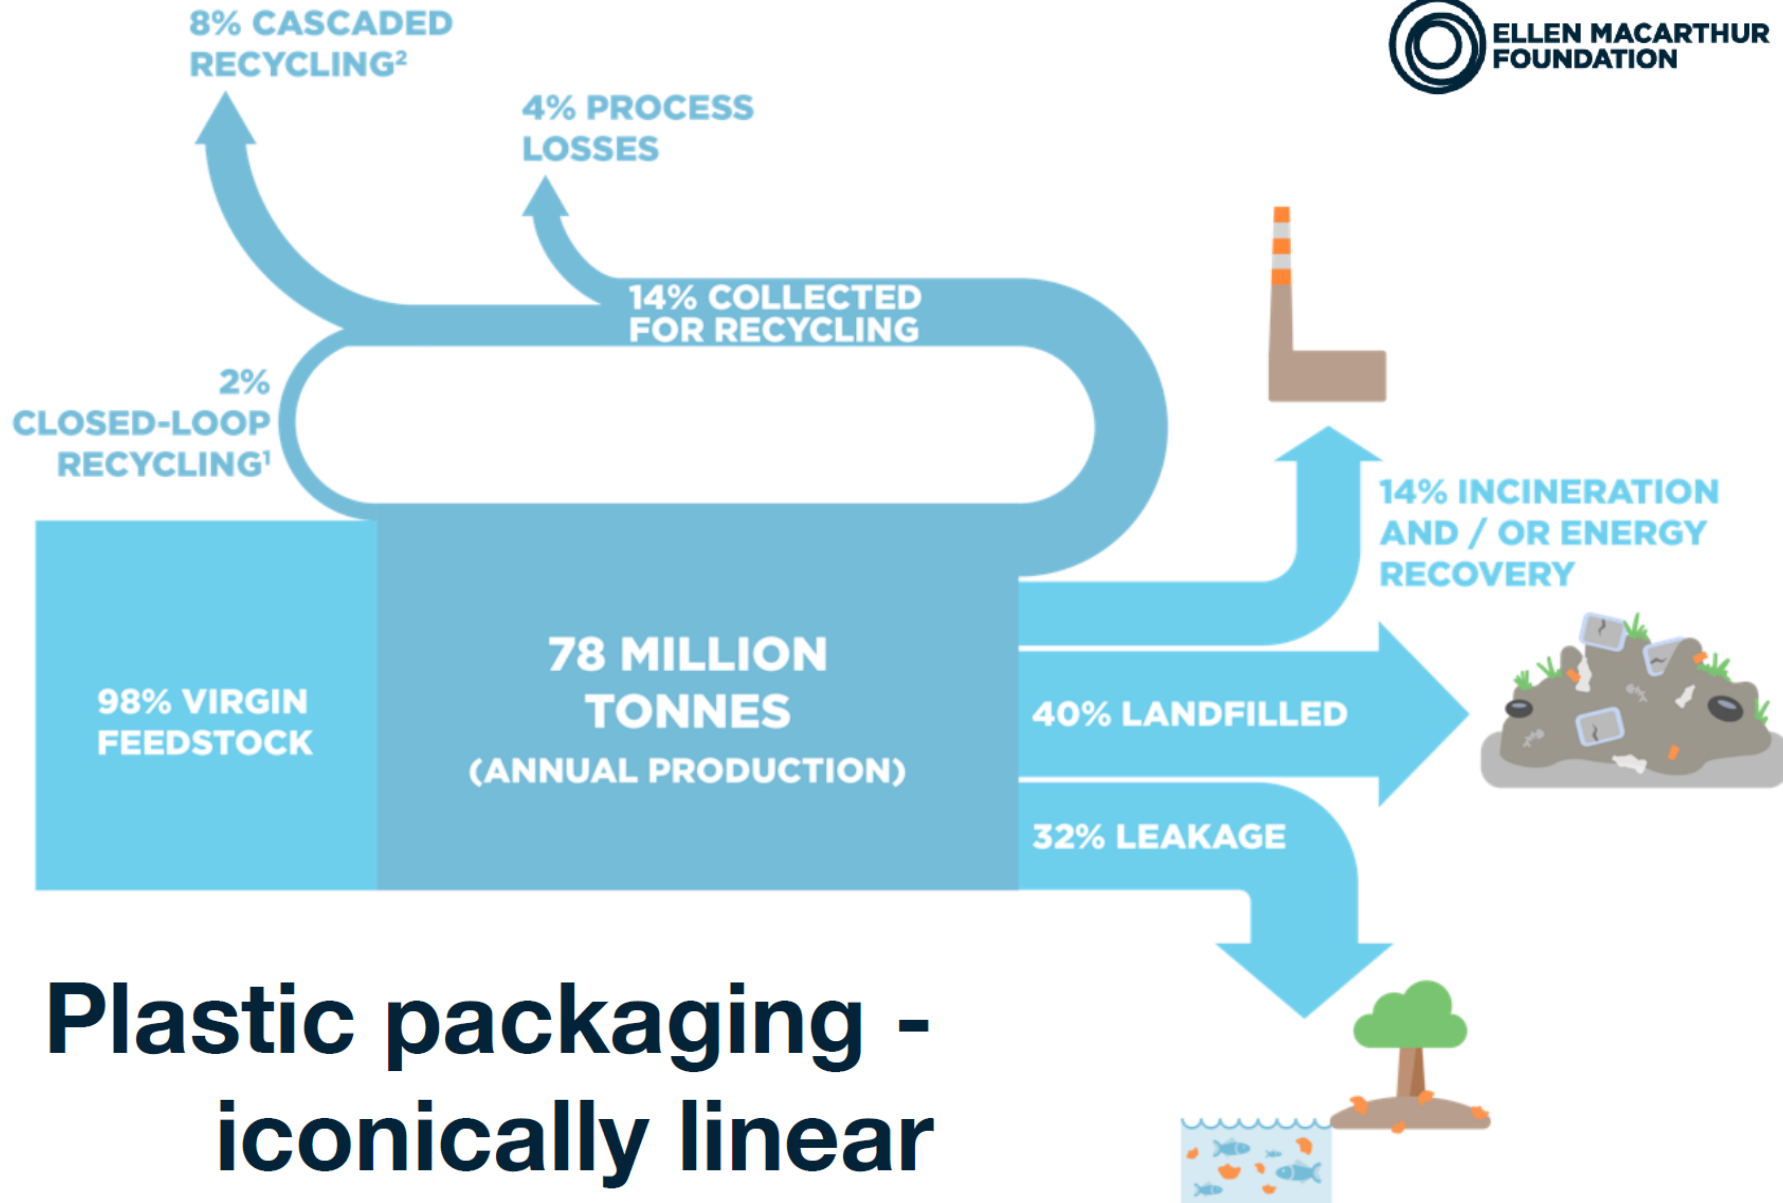 8% CASCADED
RECYCLING²
ELLEN MACARTHUR
FOUNDATION
4% PROCESS
LOSSES
14% COLLECTED
FOR RECYCLING
2%
CLOSED-LOOP
RECYCLING¹
14% INCINERATION
AND / OR ENERGY
RECOVERY
98% VIRGIN
FEEDSTOCK
78 MILLION
TONNES
(ANNUAL PRODUCTION)
40% LANDFILLED
32% LEAKAGE
Plastic packaging -
iconically linear